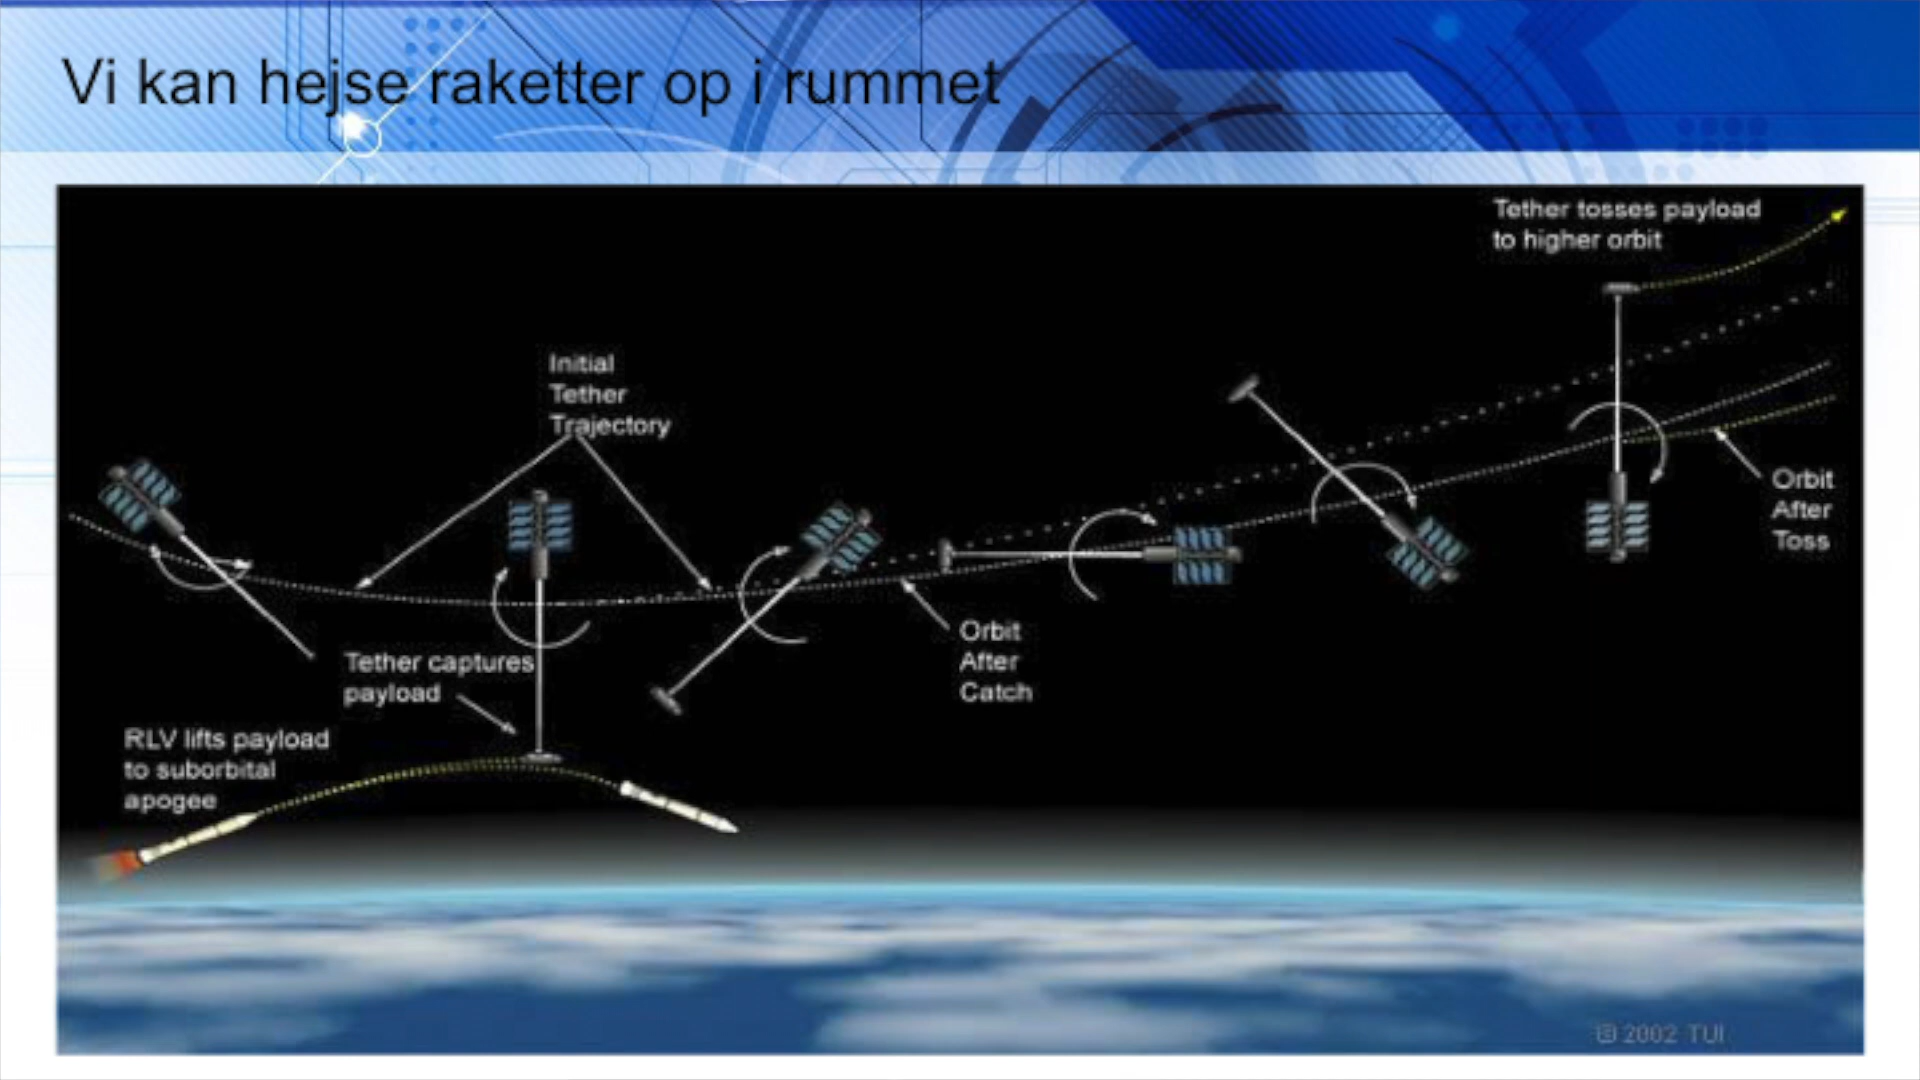 Vi kan hejse raketter op i rummet
Tether tosses payload
to higher orbit
Initial
Tether
Trajectory
Orbit
After
Toss
Orbit
After
Catch
Tether captures
payload
RLV lifts payload
to suborbital
apogee
© 2002 TUI